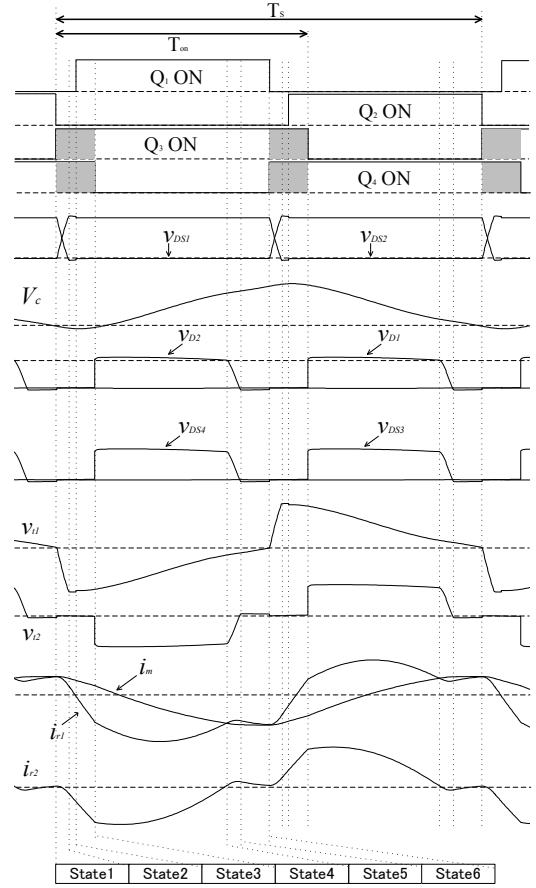 Ts
Ton
Q1 ON
Q2 ON
Q3 ON
Q4 ON
vDS1
vDS2
Vc
vD2
vD1
vDS4
vDS3
vt1
vt2
im
ir1
ir2
State1 State2 State3 State4 State5 State6